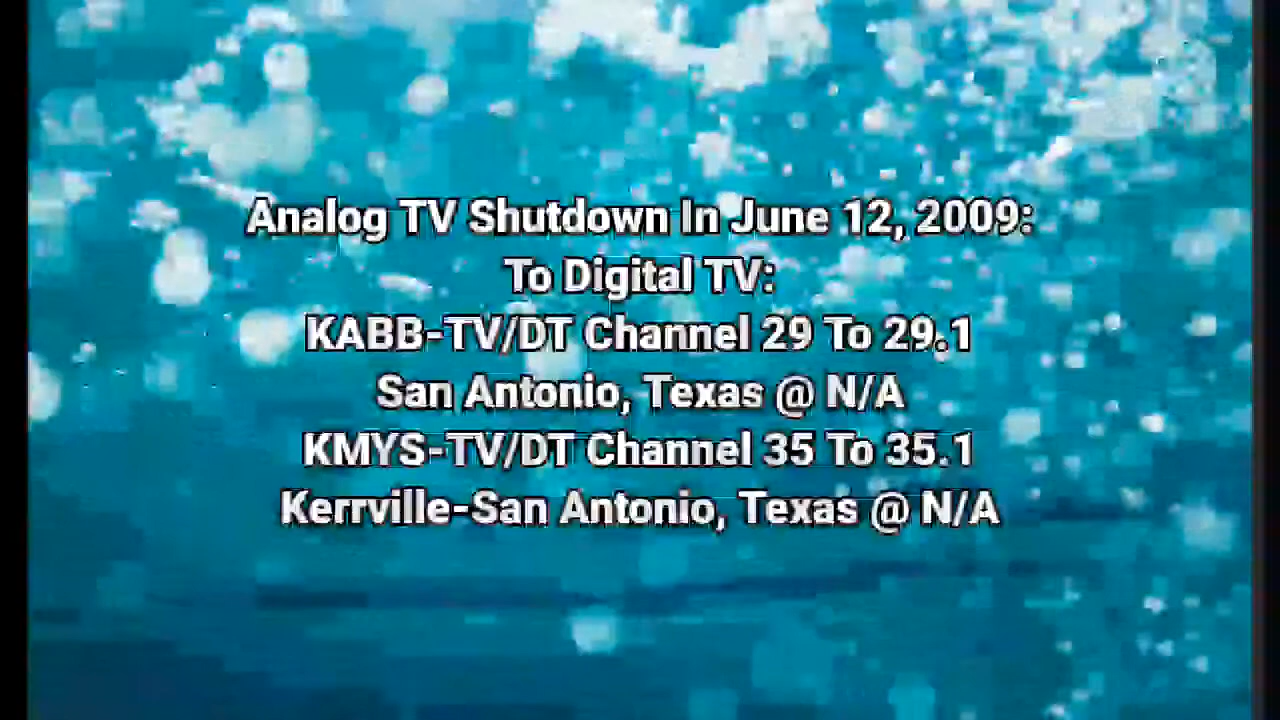 Analog TV Shutdown In June 12, 2009:
To Digital TV:
KABB-TV/DT Channel 29 To 29.1
San Antonio, Texas @ N/A
KMYS-TV/DT Channel 35 To 35.1
Kerrville-San Antonio, Texas @ N/A